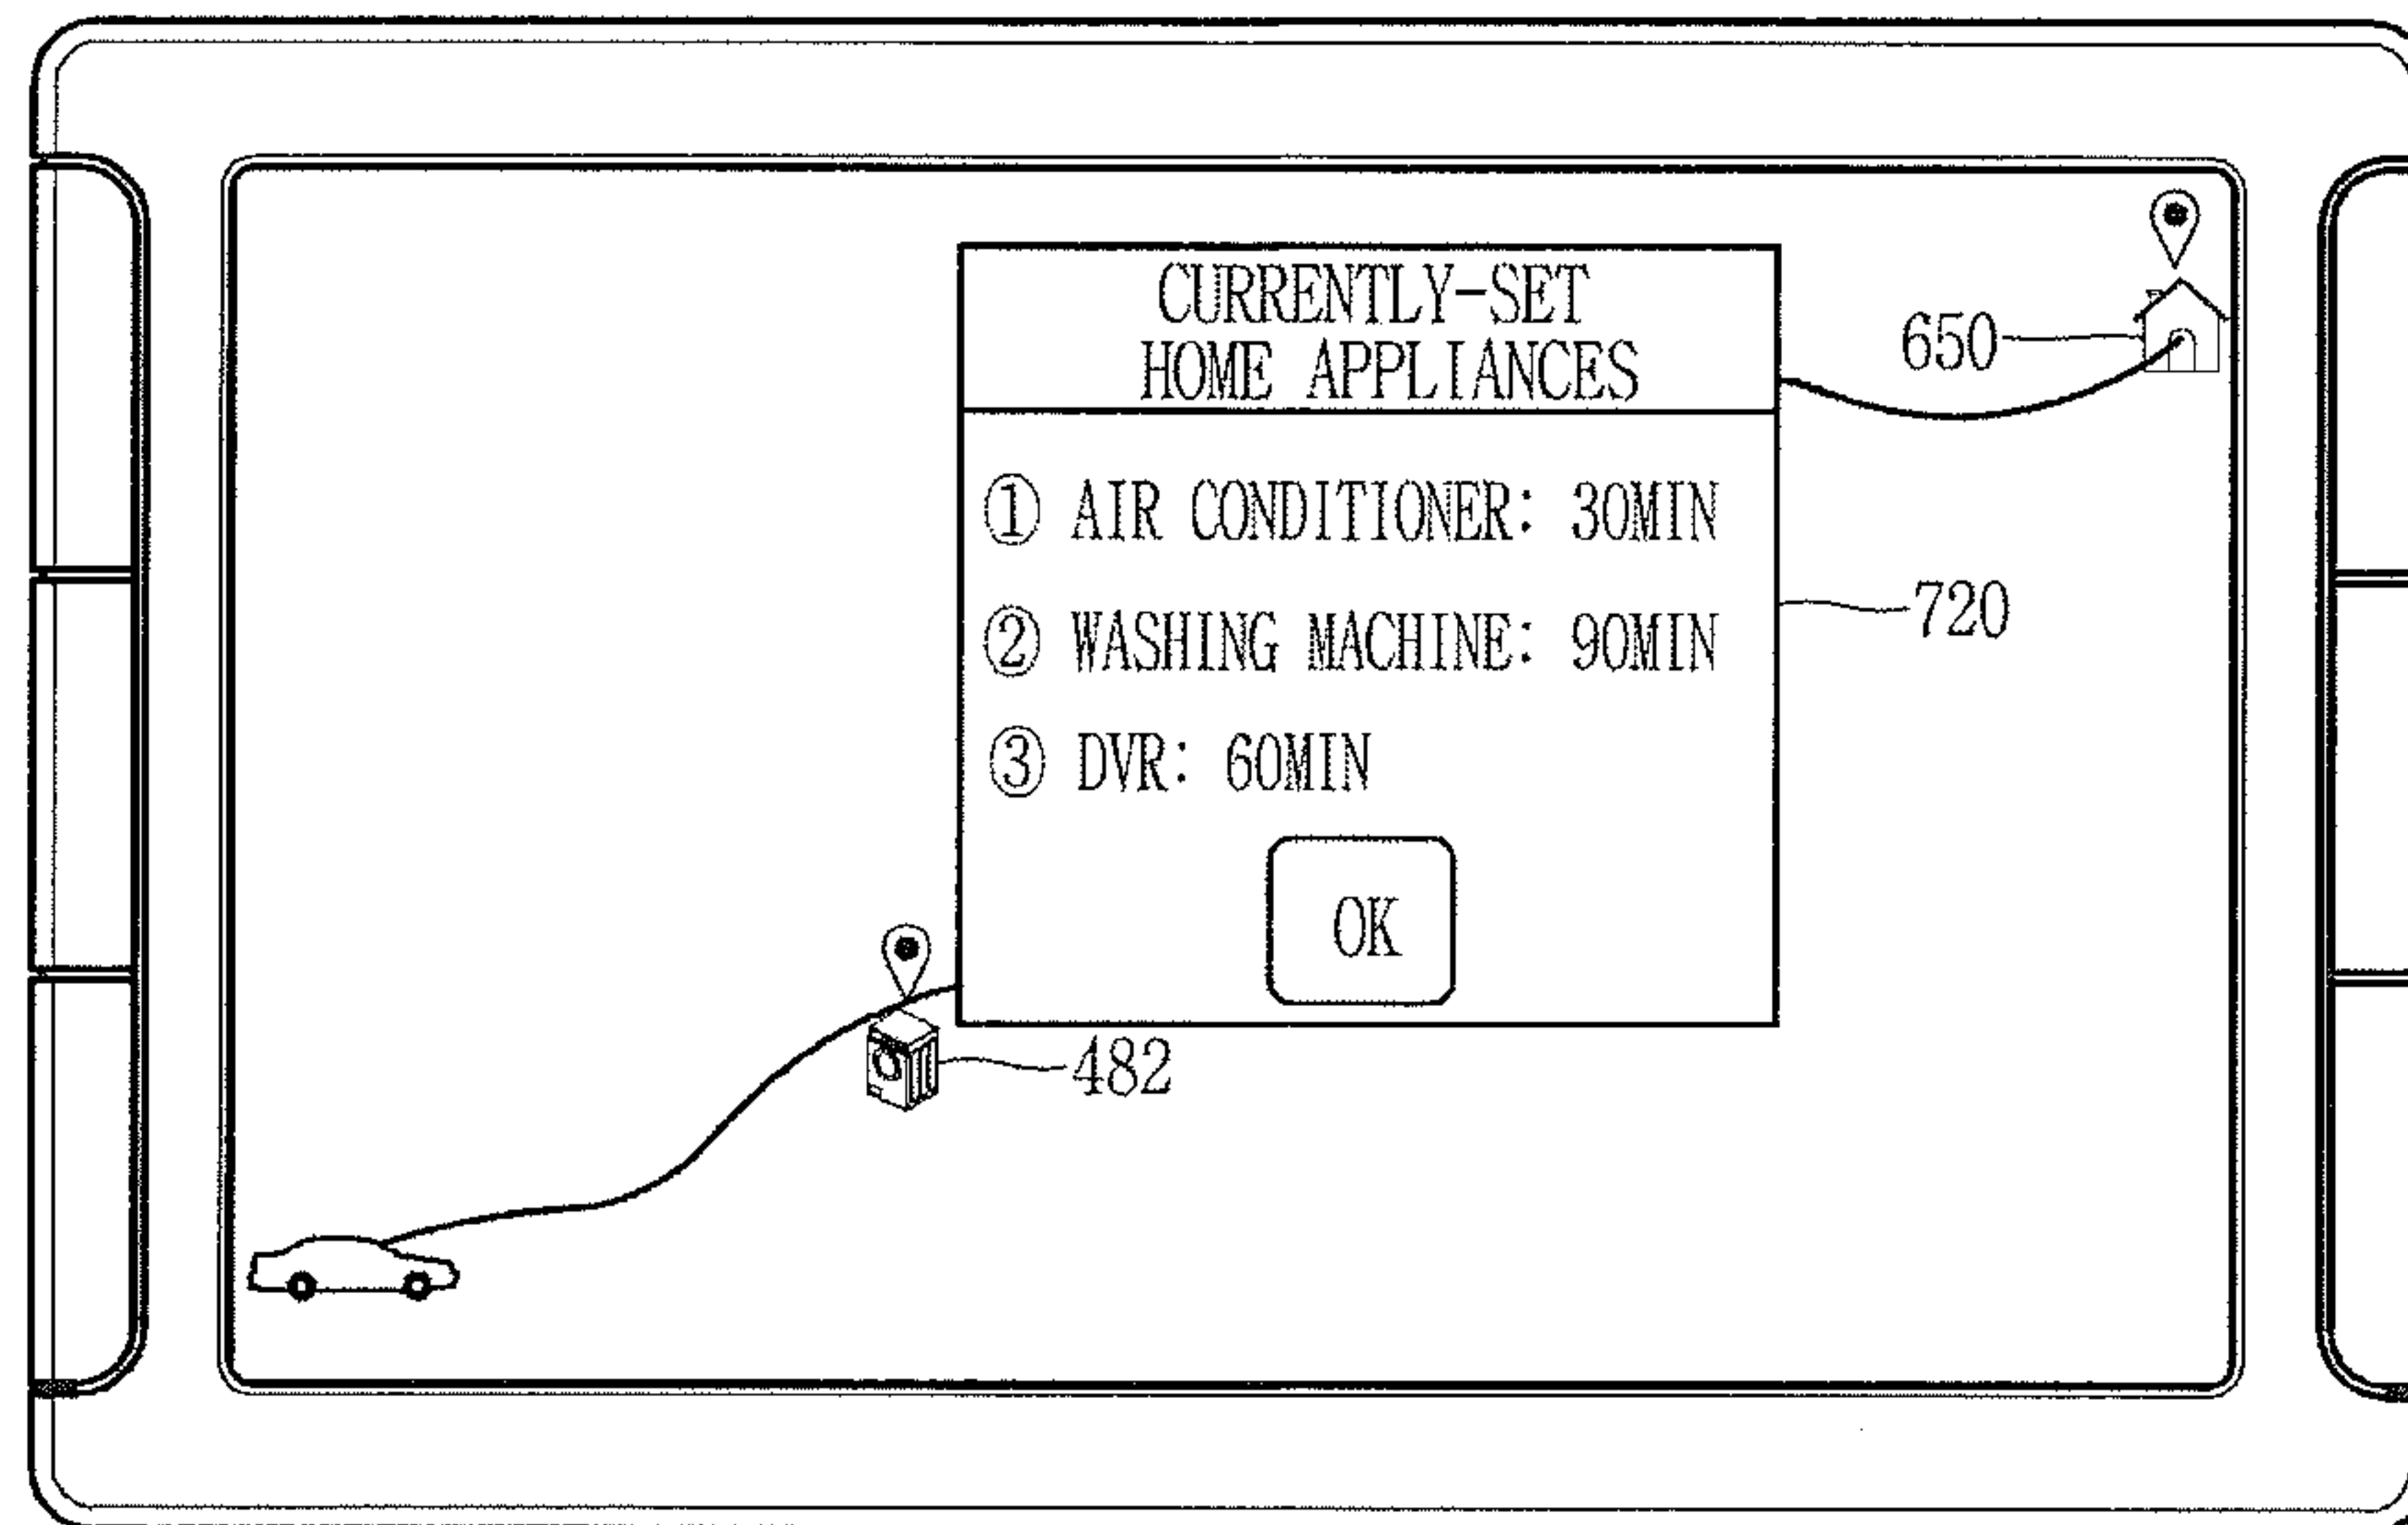 CURRENTLY-SET
HOME APPLIANCES
650
① AIR CONDITIONER: 30MIN
720
② WASHING MACHINE: 90MIN
③ DVR: 60MIN
OK
482